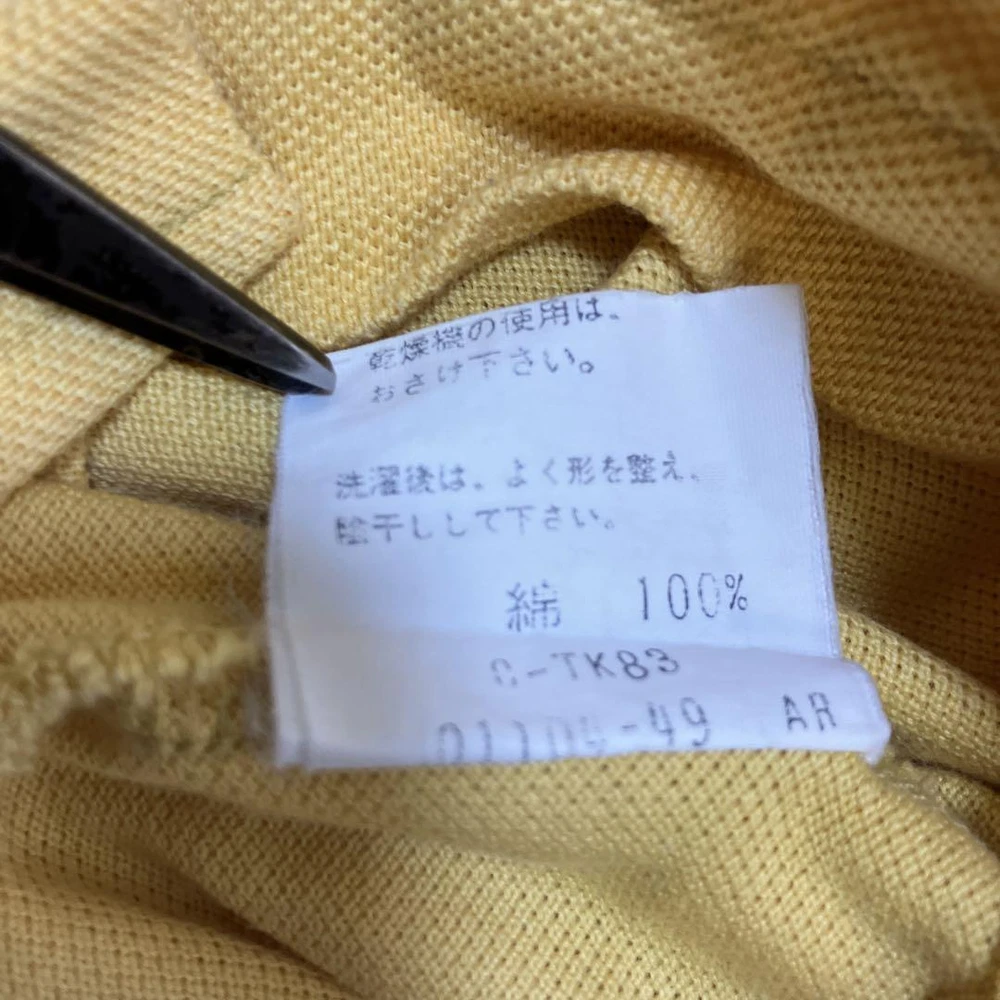 乾燥機の使用は、
おさけ下さい。
洗濯後は、よく形を整え、
陰干しして下さい。
綿 100%
C-TK83
-49 AR